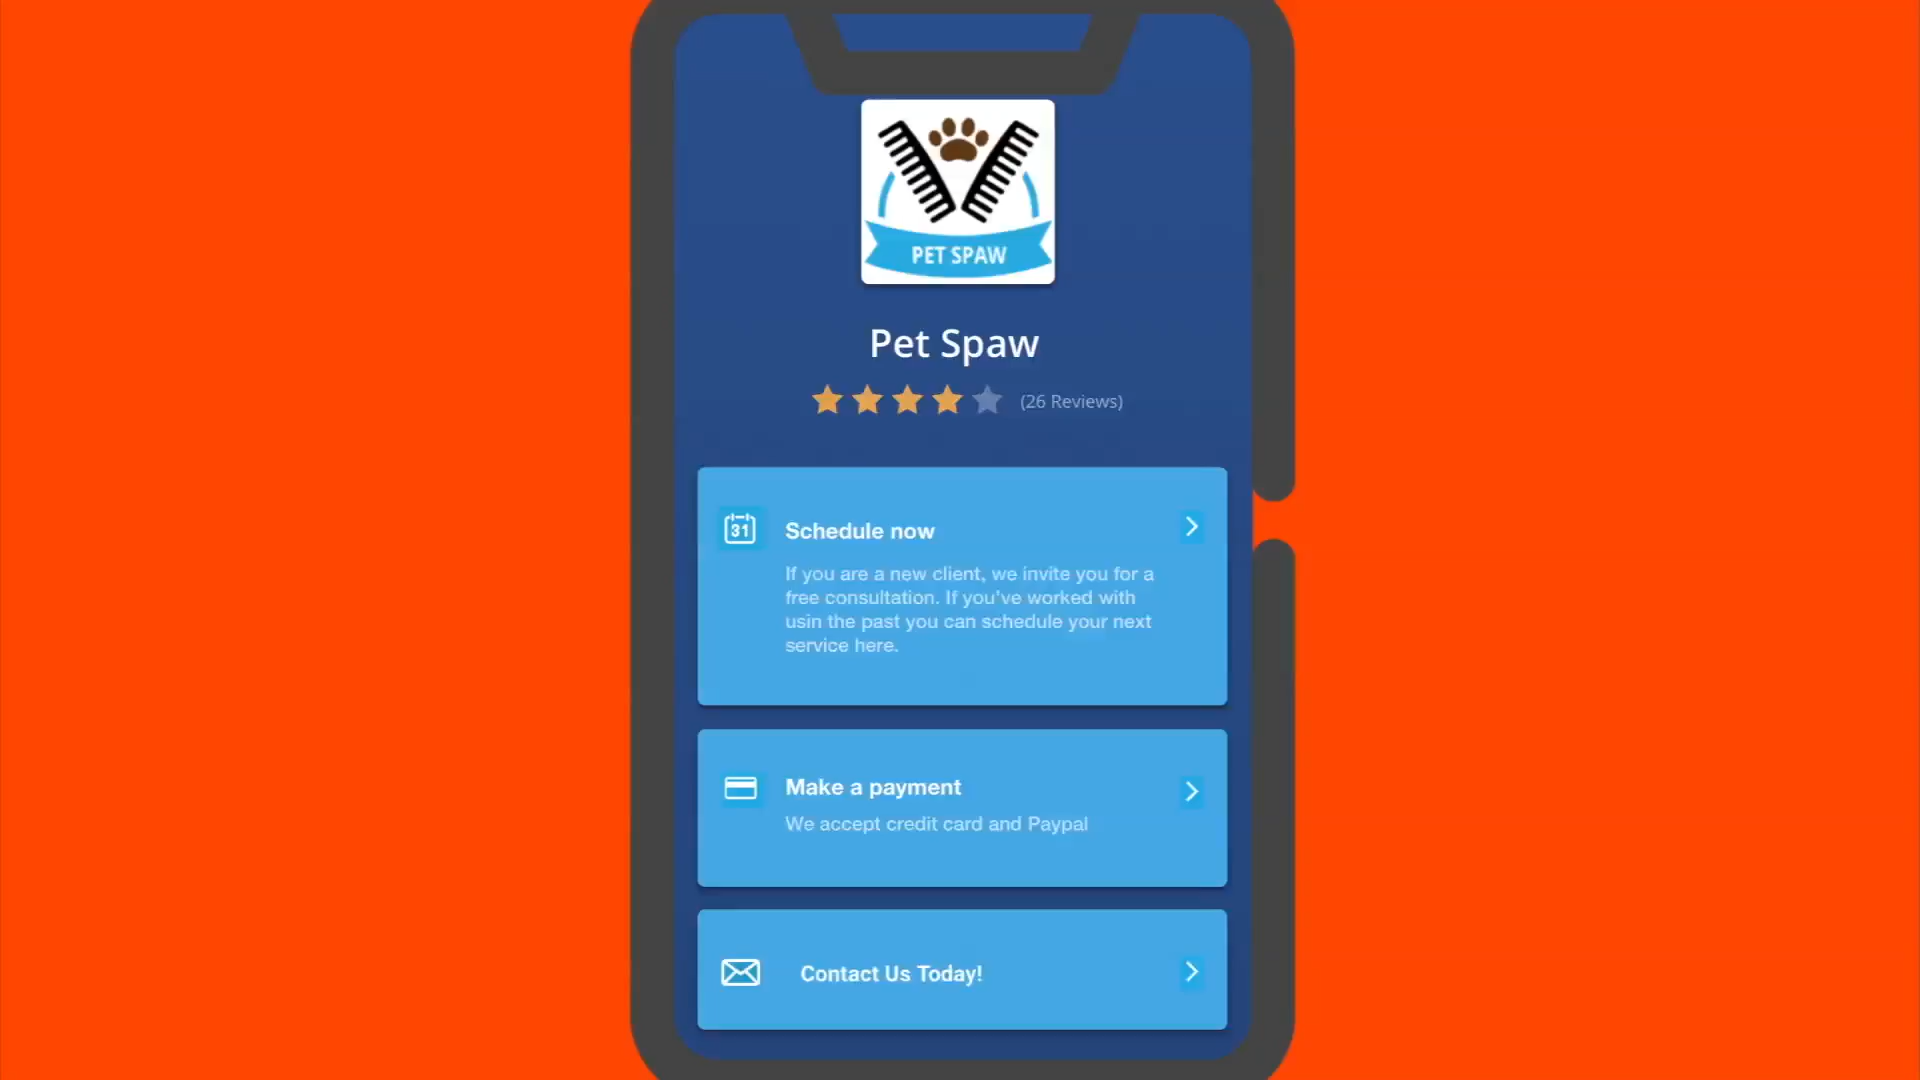 PET SPAW
Pet Spaw
(26 Reviews)
31
Schedule now
If you are a new client, we invite you for a
free consultation. If you've worked with
usin the past you can schedule your next
service here.
Make a payment
We accept credit card and Paypal
Contact Us Today!